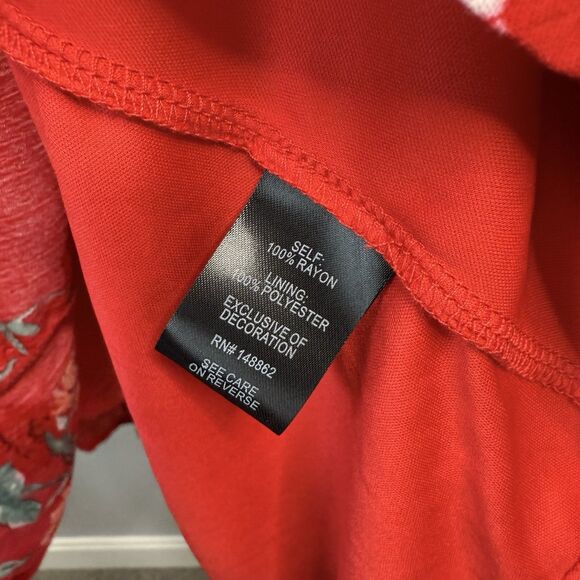 SELF:
100% RAYON
LINING:
100% POLYESTER
EXCLUSIVE OF
DECORATION
RN# 148862
SEE CARE
ON REVERSE